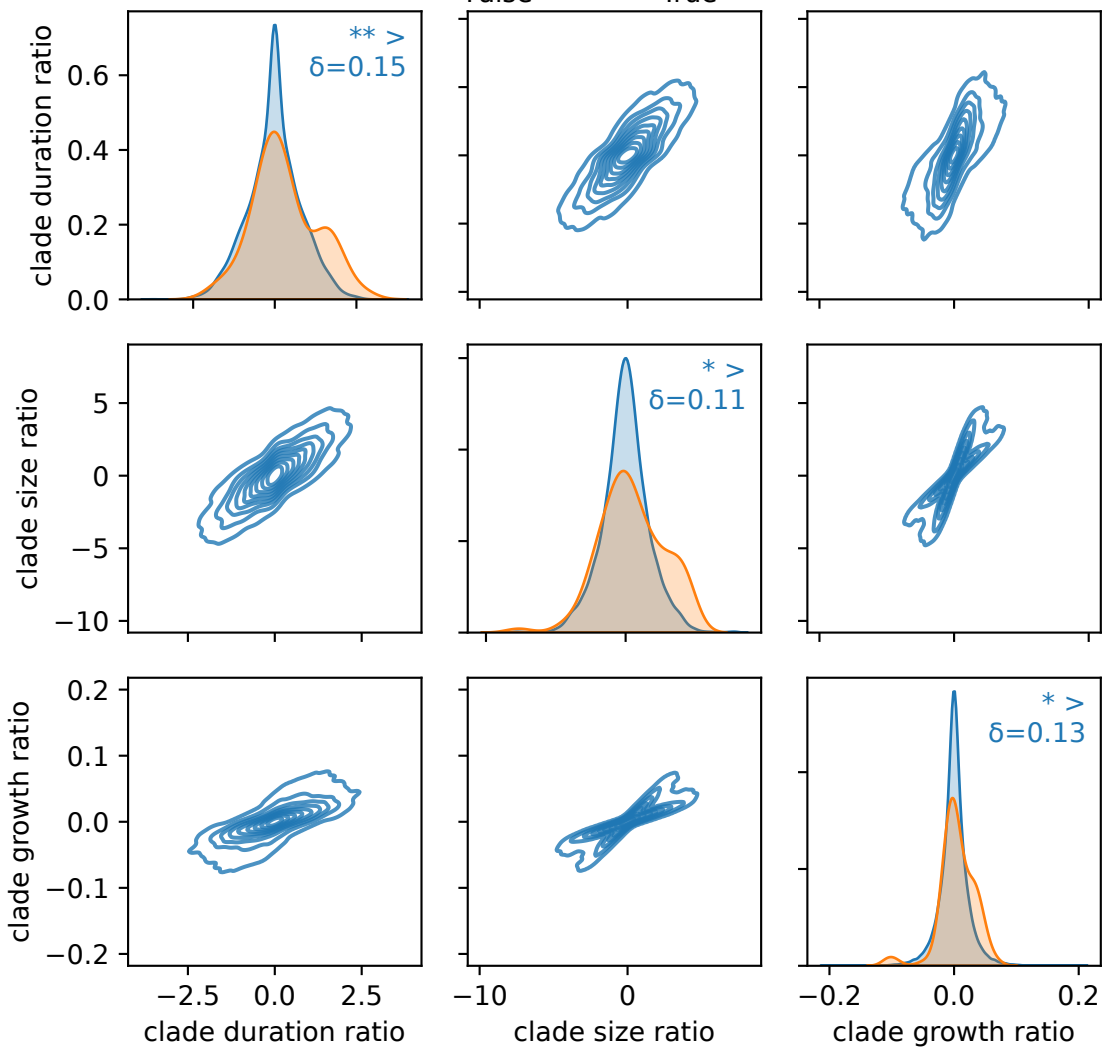 False True
clade duration ratio
0.6
0.4
0.2
0.0
** >
δ=0.15
clade size ratio
5
0
−5
−10
* >
δ=0.11
clade growth ratio
0.2
0.1
0.0
−0.1
−0.2
* >
δ=0.13
−2.5 0.0 2.5
−10 0
−0.2 0.0 0.2
clade duration ratio
clade size ratio
clade growth ratio